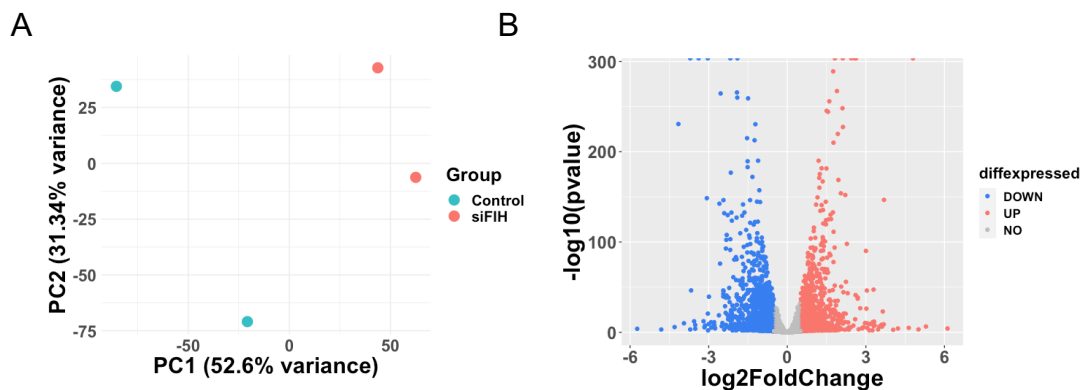 A
PC2 (31.34% variance)
25
0
-25
-50
-75
-50
0
50
PC1 (52.6% variance)
Group
Control
siFIH
B
-log10(pvalue)
300
200
100
0
-6
-3
0
3
6
log2FoldChange
diffexpressed
DOWN
UP
NO